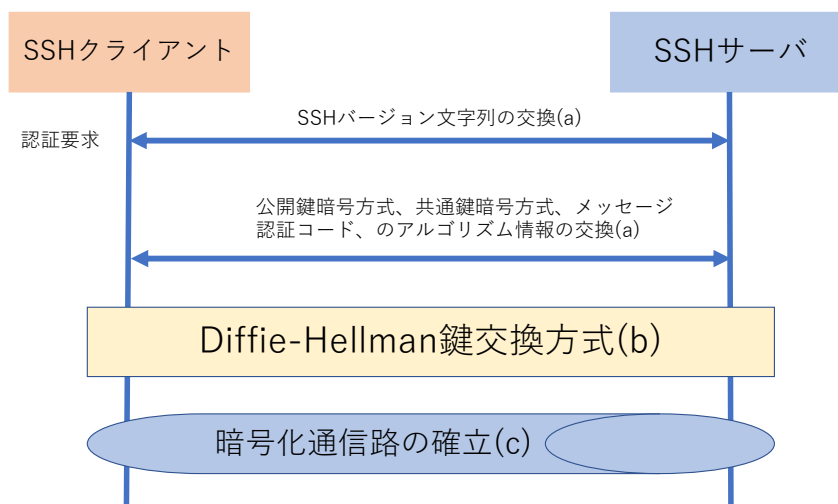 SSHクライアント
SSHサーバ
SSHバージョン文字列の交換(a)
認証要求
公開鍵暗号方式、共通鍵暗号方式、メッセージ
認証コード、のアルゴリズム情報の交換(a)
Diffie-Hellman鍵交換方式(b)
暗号化通信路の確立(c)